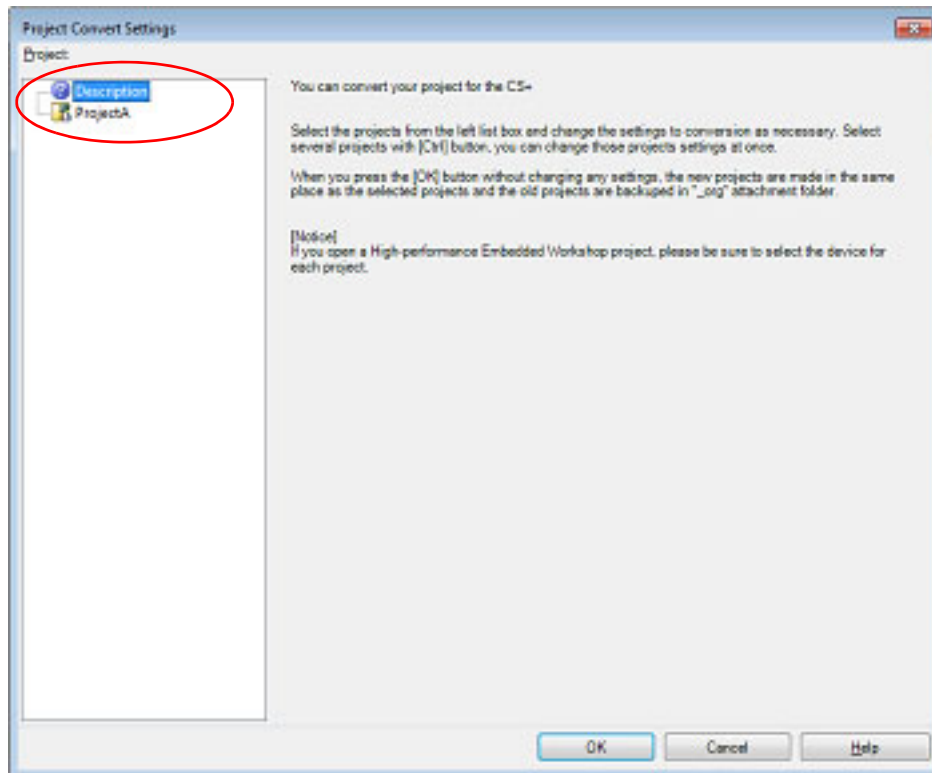 Project Convert Settings
Project:
Description
ProjectA
You can convert your project for the CS+
Select the projects from the left list box and change the settings to conversion as necessary. Select
several projects with [Ctrl] button, you can change those projects settings at once.
When you press the [OK] button without changing any settings, the new projects are made in the same
place as the selected projects and the old projects are backuped in "_org" attachment folder.
[Notice]
If you open a High-performance Embedded Workshop project, please be sure to select the device for
each project.
OK
Cancel
Help